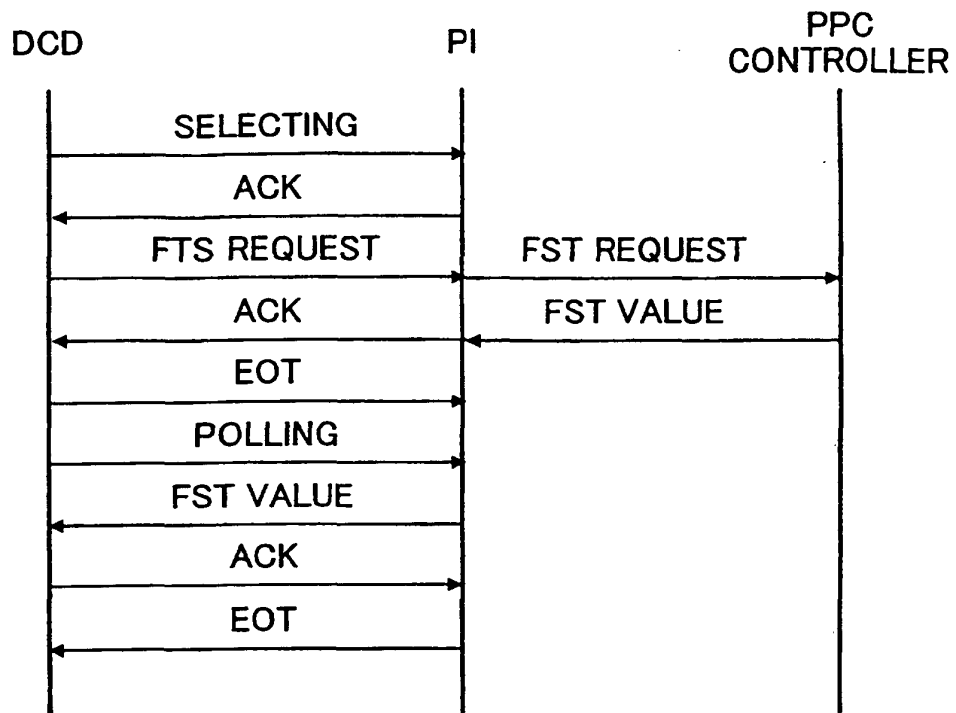 DCD
PI
PPC
CONTROLLER
SELECTING
ACK
FTS REQUEST
FST REQUEST
ACK
FST VALUE
EOT
POLLING
FST VALUE
ACK
EOT